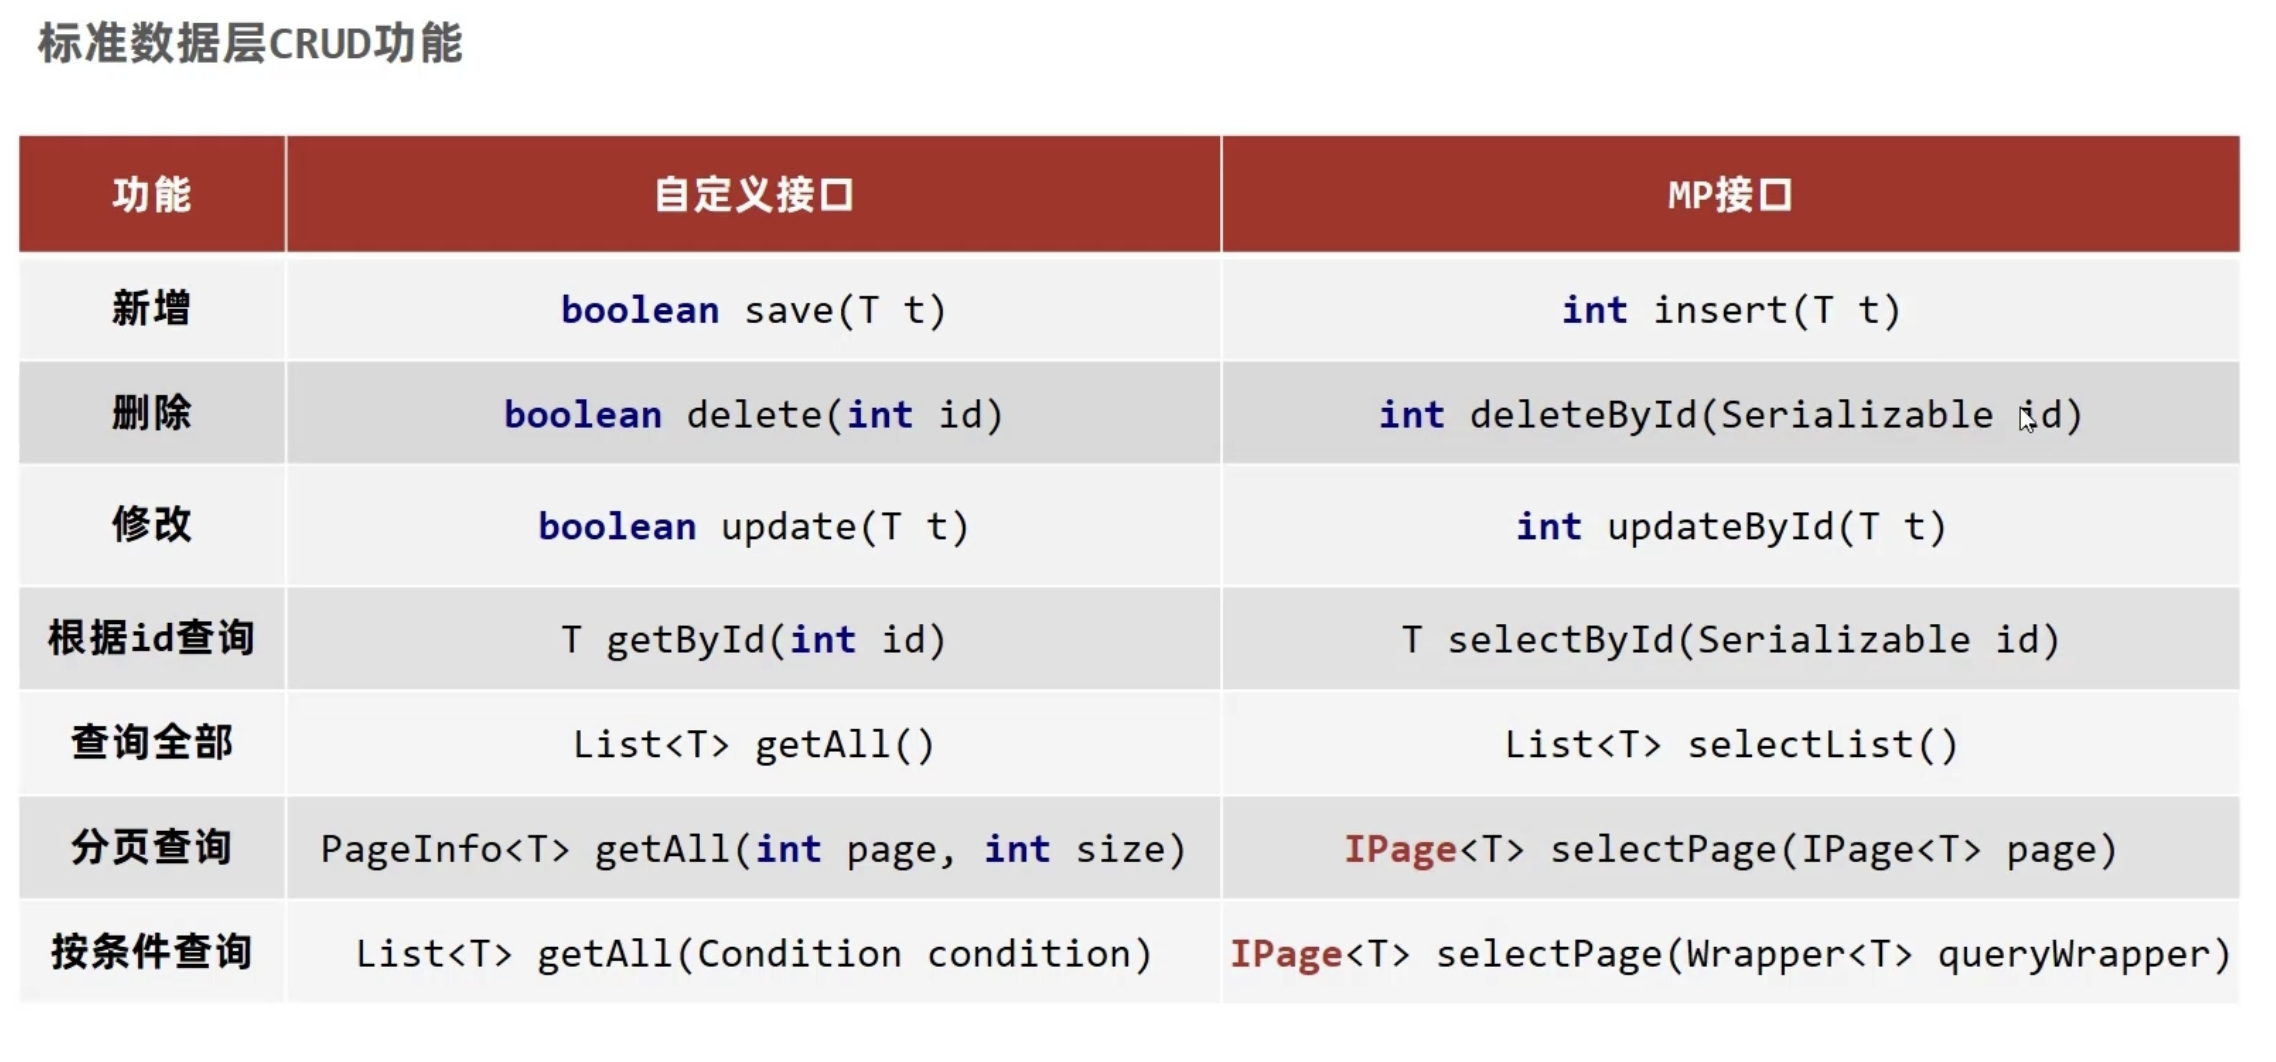 标准数据层CRUD功能
功能 自定义接口 MP接口
新增 boolean save(T t) int insert(T t)
删除 boolean delete(int id) int deleteById(Serializable id)
修改 boolean update(T t) int updateById(T t)
根据id查询 T getById(int id) T selectById(Serializable id)
查询全部 List<T> getAll() List<T> selectList()
分页查询 PageInfo<T> getAll(int page, int size) IPage<T> selectPage(IPage<T> page)
按条件查询 List<T> getAll(Condition condition) IPage<T> selectPage(Wrapper<T> queryWrapper)